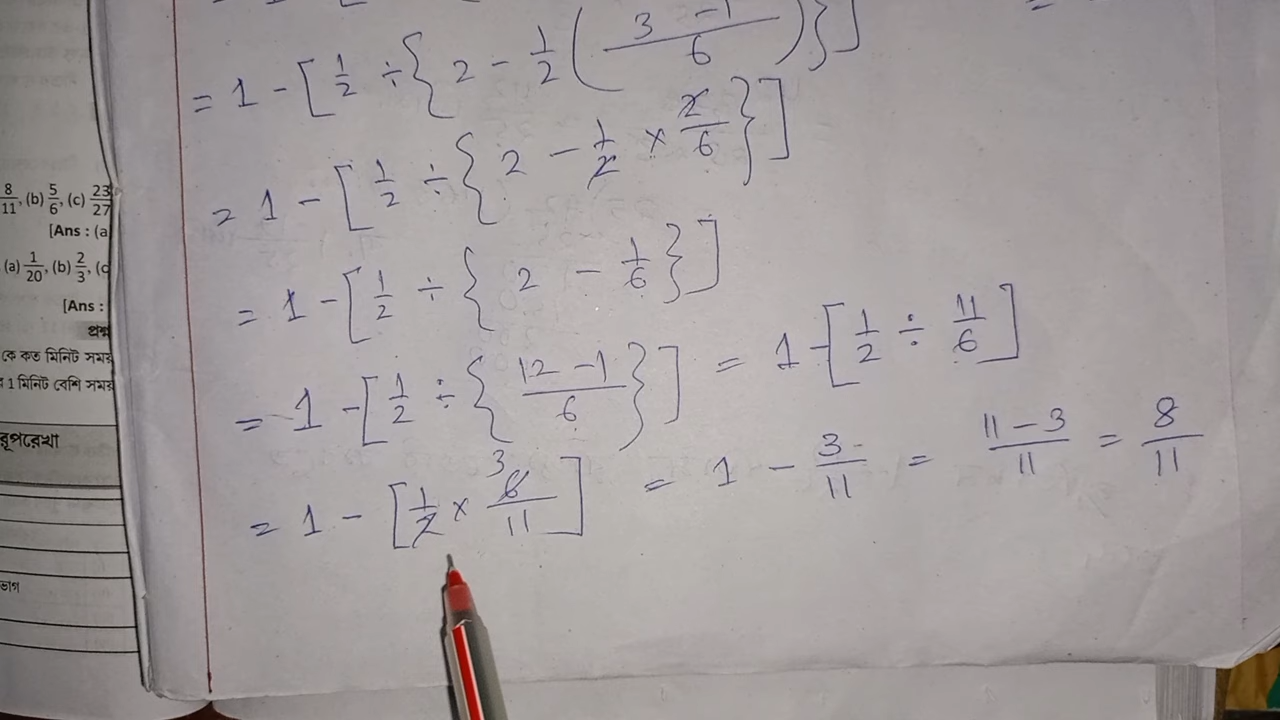 8/11, (b) 5/6, (c) 23/27
[Ans : (a
(a) 1/20, (b) 2/3, (c
[Ans :
প্রশ্ন
কে কত মিনিট সময়
1 মিনিট বেশি সময়
রূপরেখা
ভাগ
= 1 - [1/2 ÷ {2 - 1/2 (3 - 1/6)}]
= 1 - [1/2 ÷ {2 - 1/2 × 2/6}]
= 1 - [1/2 ÷ {2 - 1/6}]
= 1 - [1/2 ÷ {12 - 1/6}] = 1 - [1/2 ÷ 11/6]
= 1 - [1/2 × 6/11 3] = 1 - 3/11 = 11 - 3/11 = 8/11